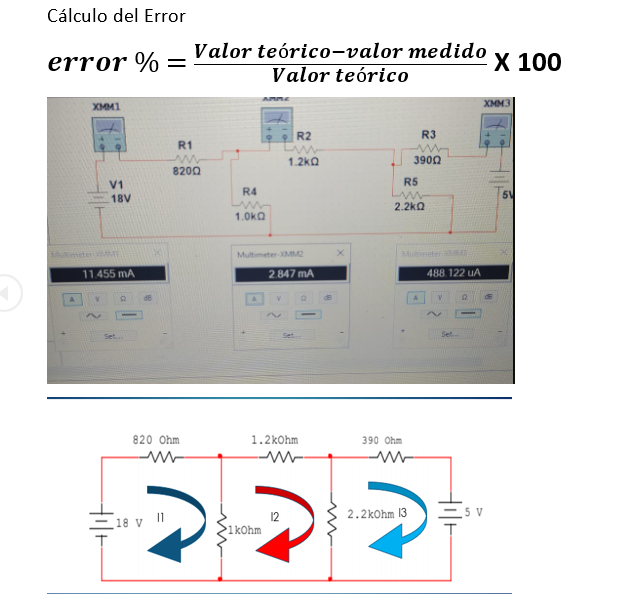 Cálculo del Error
error % = Valor teórico−valor medido / Valor teórico X 100
XMM1
XMM2
XMM3
R1
820Ω
R2
1.2kΩ
R3
390Ω
V1
18V
R4
1.0kΩ
R5
2.2kΩ
5V
Multimeter-XMM1 X
11.455 mA
A V Ω dB
+ Set... -
Multimeter-XMM2 X
2.847 mA
A V Ω dB
+ Set... -
Multimeter-XMM3 X
488.122 uA
A V Ω dB
+ Set... -
820 Ohm
1.2kOhm
390 Ohm
18 V
I1
1kOhm
I2
2.2kOhm
I3
5 V